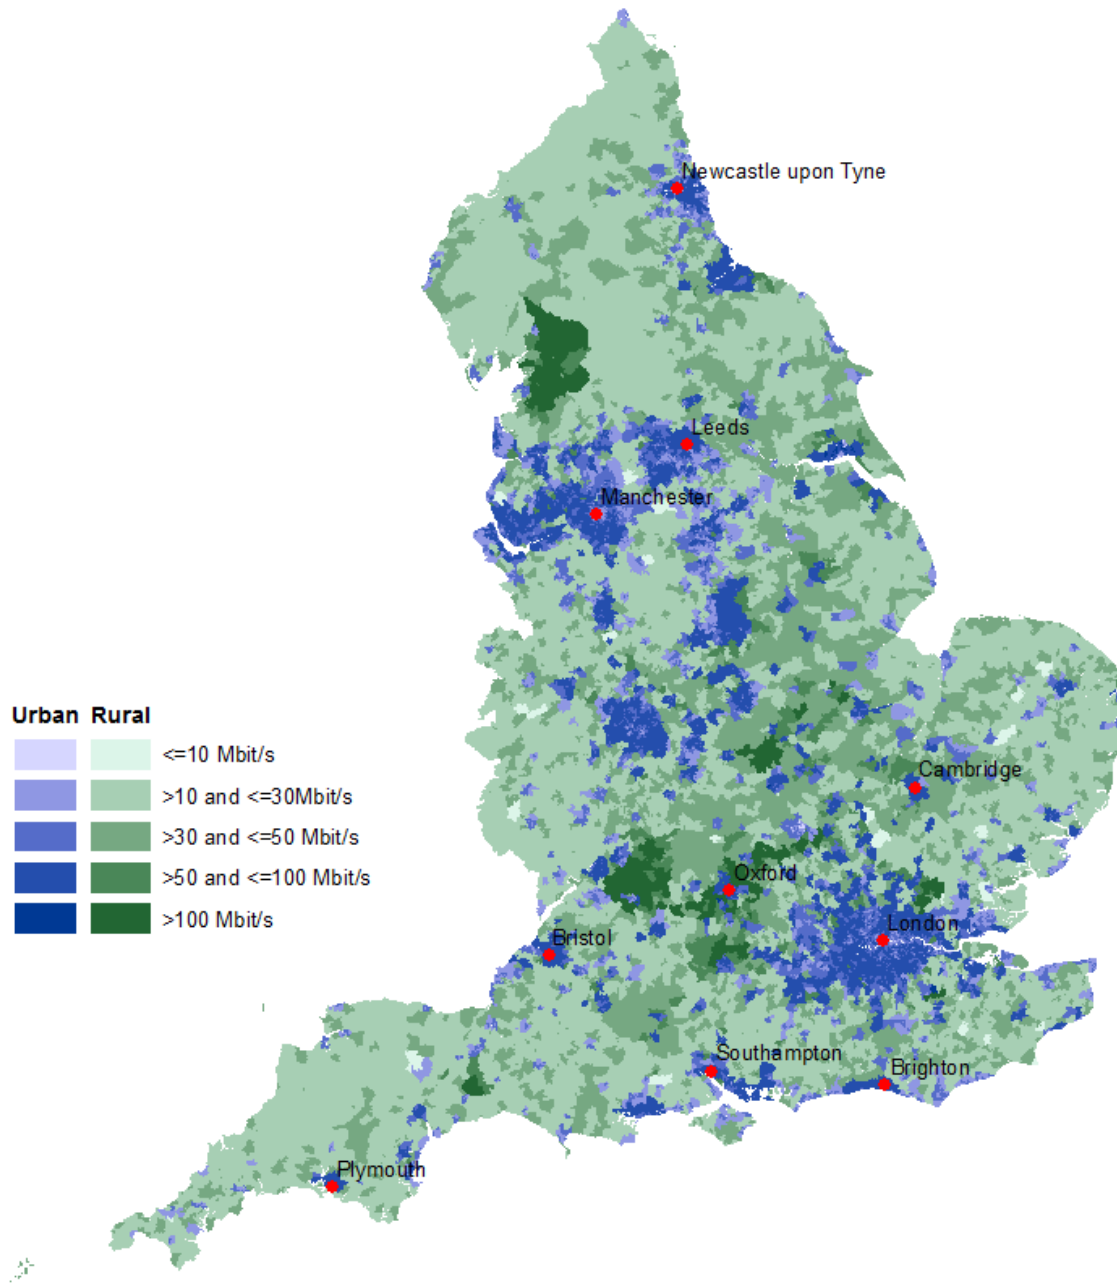 Newcastle upon Tyne
Leeds
Manchester
Urban Rural
<=10 Mbit/s
>10 and <=30Mbit/s
>30 and <=50 Mbit/s
>50 and <=100 Mbit/s
>100 Mbit/s
Cambridge
Oxford
London
Bristol
Southampton
Brighton
Plymouth